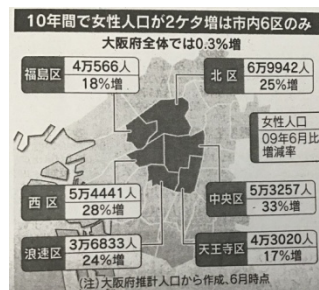 10年間で女性人口が2ケタ増は市内6区のみ
大阪府全体では0.3%増
福島区
4万566人
18%増
北区
6万9942人
25%増
女性人口
09年6月比
増減率
西区
5万4441人
28%増
中央区
5万3257人
33%増
浪速区
3万6833人
24%増
天王寺区
4万3020人
17%増
(注)大阪府推計人口から作成、6月時点